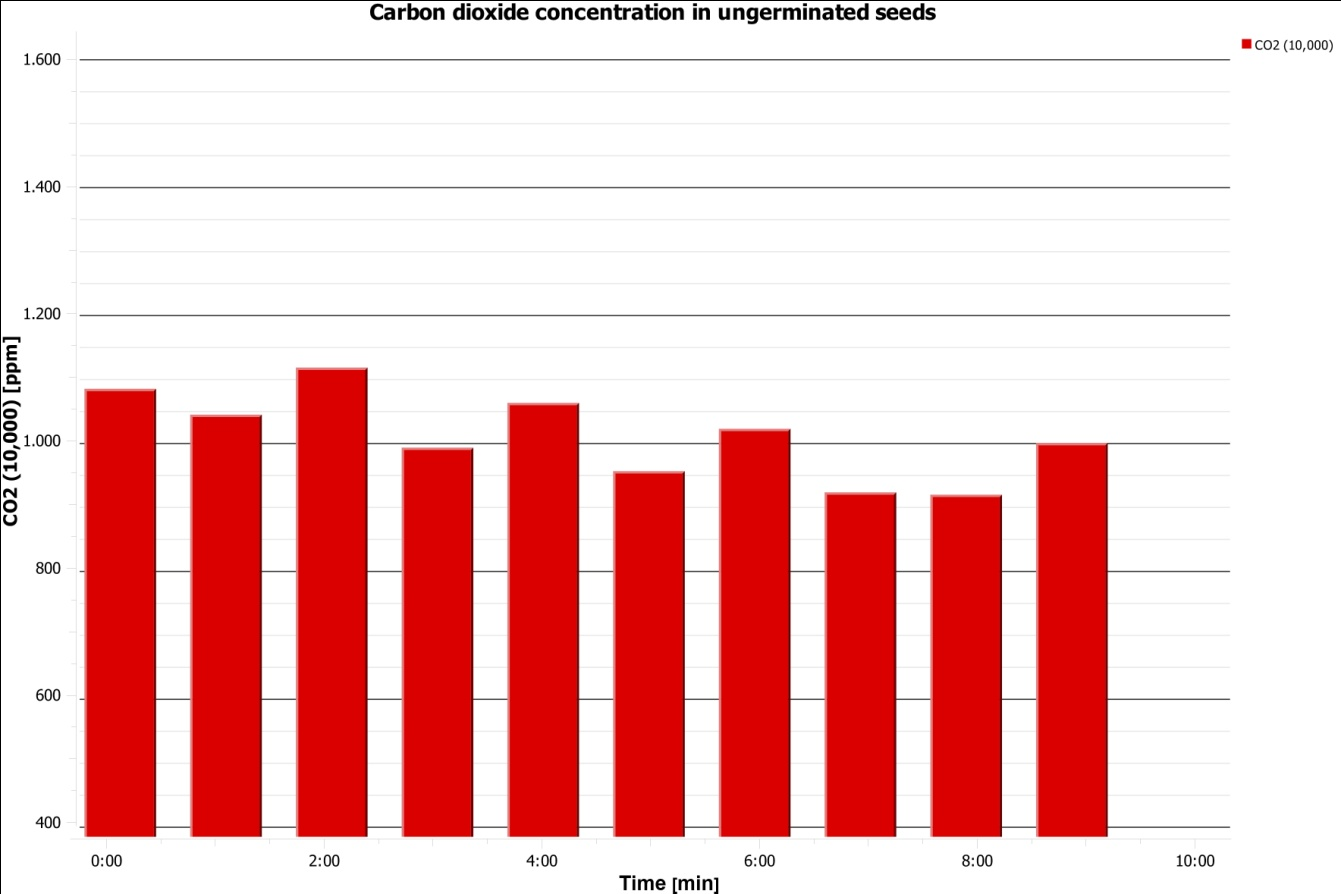 Carbon dioxide concentration in ungerminated seeds
CO2 (10,000)
1.600
1.400
1.200
1.000
800
600
400
CO2 (10,000) [ppm]
0:00 2:00 4:00 6:00 8:00 10:00
Time [min]